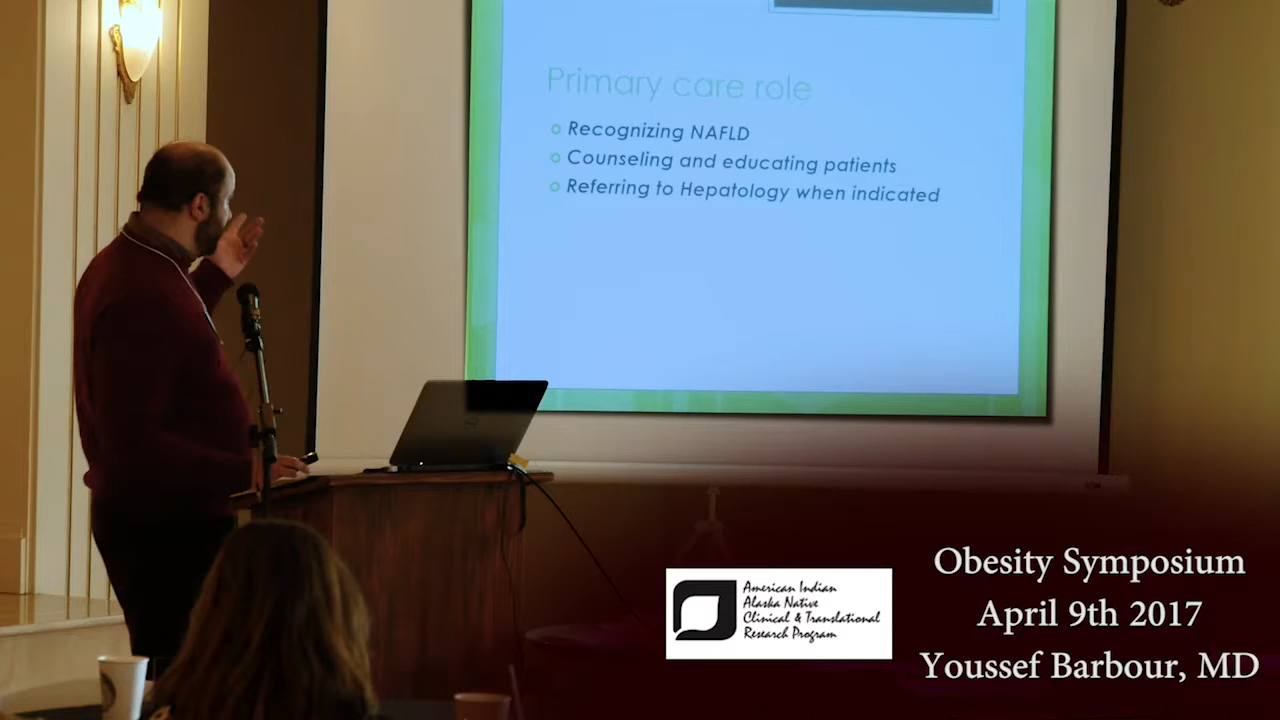 Primary care role
Recognizing NAFLD
Counseling and educating patients
Referring to Hepatology when indicated
American Indian
Alaska Native
Clinical & Translational
Research Program
Obesity Symposium
April 9th 2017
Youssef Barbour, MD